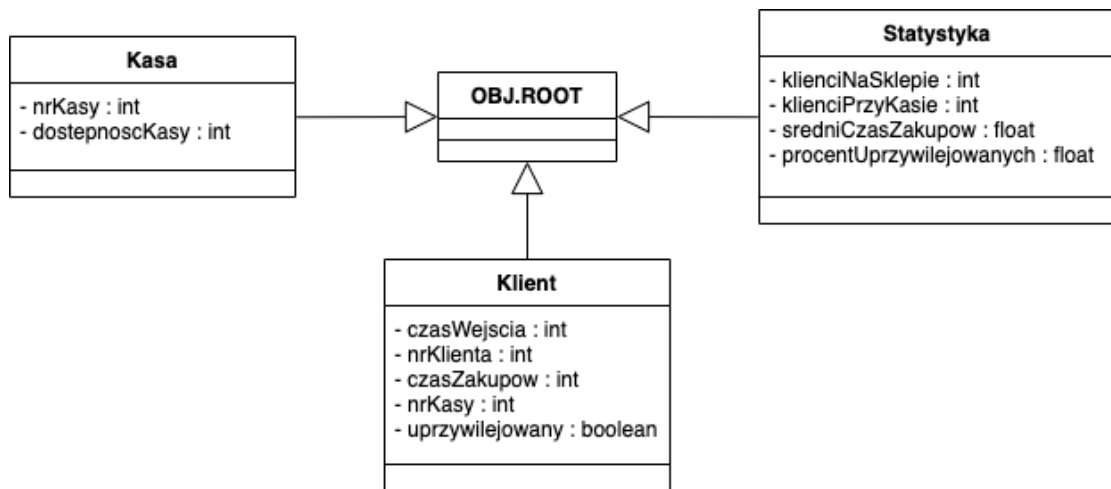 Kasa
- nrKasy : int
- dostepnoscKasy : int
OBJ.ROOT
Statystyka
- klienciNaSklepie : int
- klienciPrzyKasie : int
- sredniCzasZakupow : float
- procentUprzywilejowanych : float
Klient
- czasWejscia : int
- nrKlienta : int
- czasZakupow : int
- nrKasy : int
- uprzywilejowany : boolean